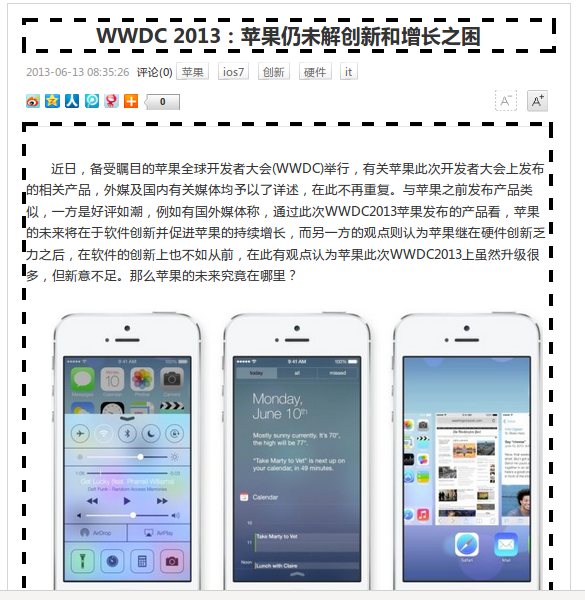 WWDC 2013：苹果仍未解创新和增长之困
2013-06-13 08:35:26 评论(0) 苹果 ios7 创新 硬件 it
0 A- A+
近日，备受瞩目的苹果全球开发者大会(WWDC)举行，有关苹果此次开发者大会上发布
的相关产品，外媒及国内有关媒体均予以了详述，在此不再重复。与苹果之前发布产品类
似，一方是好评如潮，例如有国外媒体称，通过此次WWDC2013苹果发布的产品看，苹果
的未来将在于软件创新并促进苹果的持续增长，而另一方的观点则认为苹果继在硬件创新乏
力之后，在软件的创新上也不如从前，在此有观点认为苹果此次WWDC2013上虽然升级很
多，但新意不足。那么苹果的未来究竟在哪里？
9:41 AM
Messages Calendar Photos Camera
10
Get Lucky feat. Pharrell Williams
Daft Punk - Random Access Memories
AirDrop AirPlay
9:41 AM 100%
today all missed
Monday,
June 10th
Mostly sunny currently. It's 70°,
the high will be 77°.
"Take Marty to Vet" is next up on
your calendar, in 49 minutes.
Calendar
10
11
Take Marty to Vet
Noon
Lunch with Claire
Safari Mail